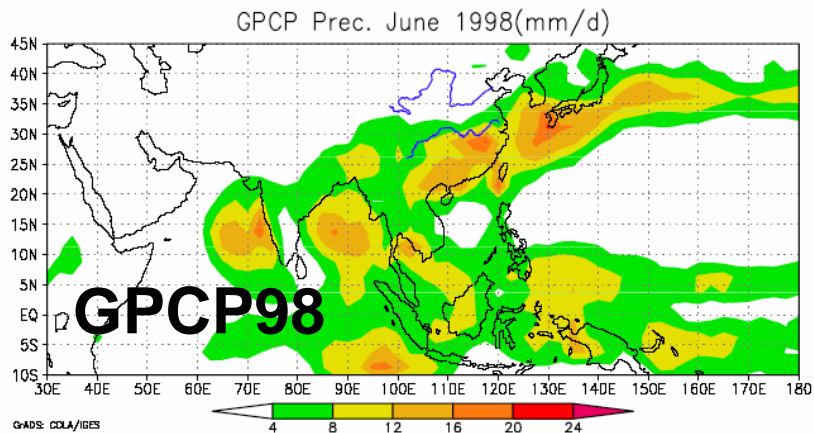 GPCP Prec. June 1998(mm/d)
45N
40N
35N
30N
25N
20N
15N
10N
5N
EQ
5S
10S
GPCP98
30E 40E 50E 60E 70E 80E 90E 100E 110E 120E 130E 140E 150E 160E 170E 180
4 8 12 16 20 24
GrADS: COLA/IGES